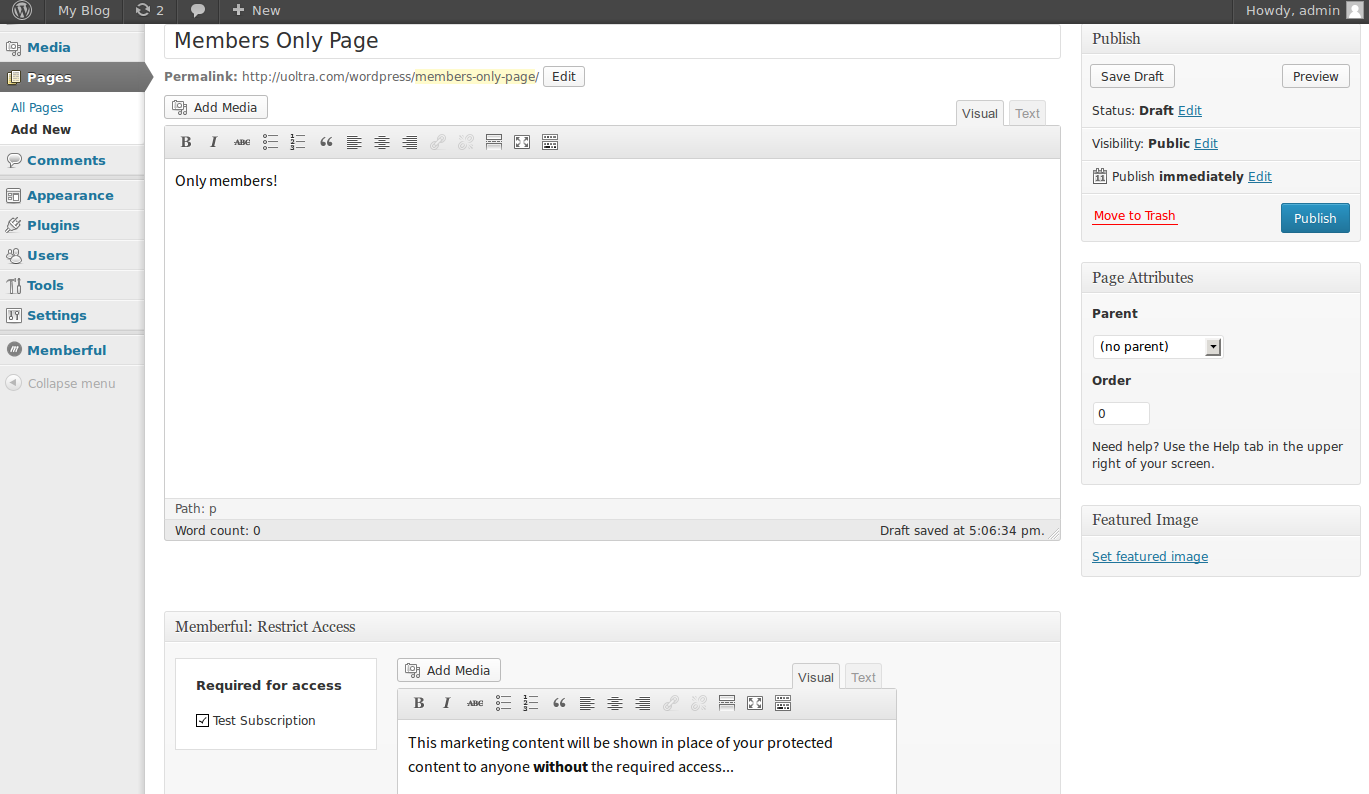 My Blog 2 New Howdy, admin
Media
Pages
All Pages
Add New
Comments
Appearance
Plugins
Users
Tools
Settings
Memberful
Collapse menu
Members Only Page
Permalink: http://uoltra.com/wordpress/members-only-page/ Edit
Add Media
Visual Text
B I ABC
Only members!
Path: p
Word count: 0 Draft saved at 5:06:34 pm.
Memberful: Restrict Access
Required for access
Test Subscription
Add Media
Visual Text
B I ABC
This marketing content will be shown in place of your protected
content to anyone without the required access...
Publish
Save Draft Preview
Status: Draft Edit
Visibility: Public Edit
11 Publish immediately Edit
Move to Trash Publish
Page Attributes
Parent
(no parent)
Order
0
Need help? Use the Help tab in the upper
right of your screen.
Featured Image
Set featured image